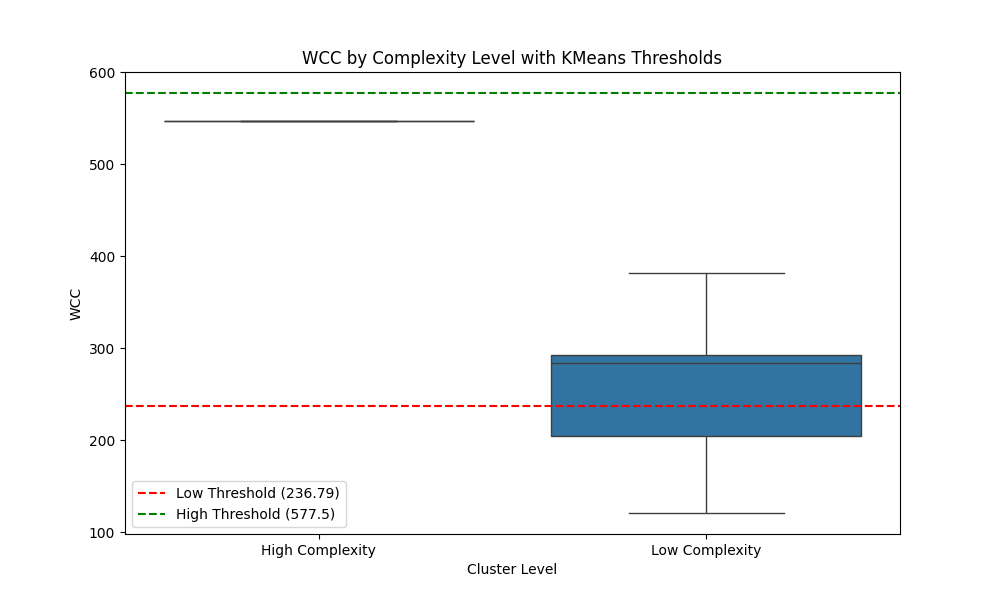 WCC by Complexity Level with KMeans Thresholds
600
500
400
300
200
100
WCC
Low Threshold (236.79)
High Threshold (577.5)
High Complexity
Low Complexity
Cluster Level